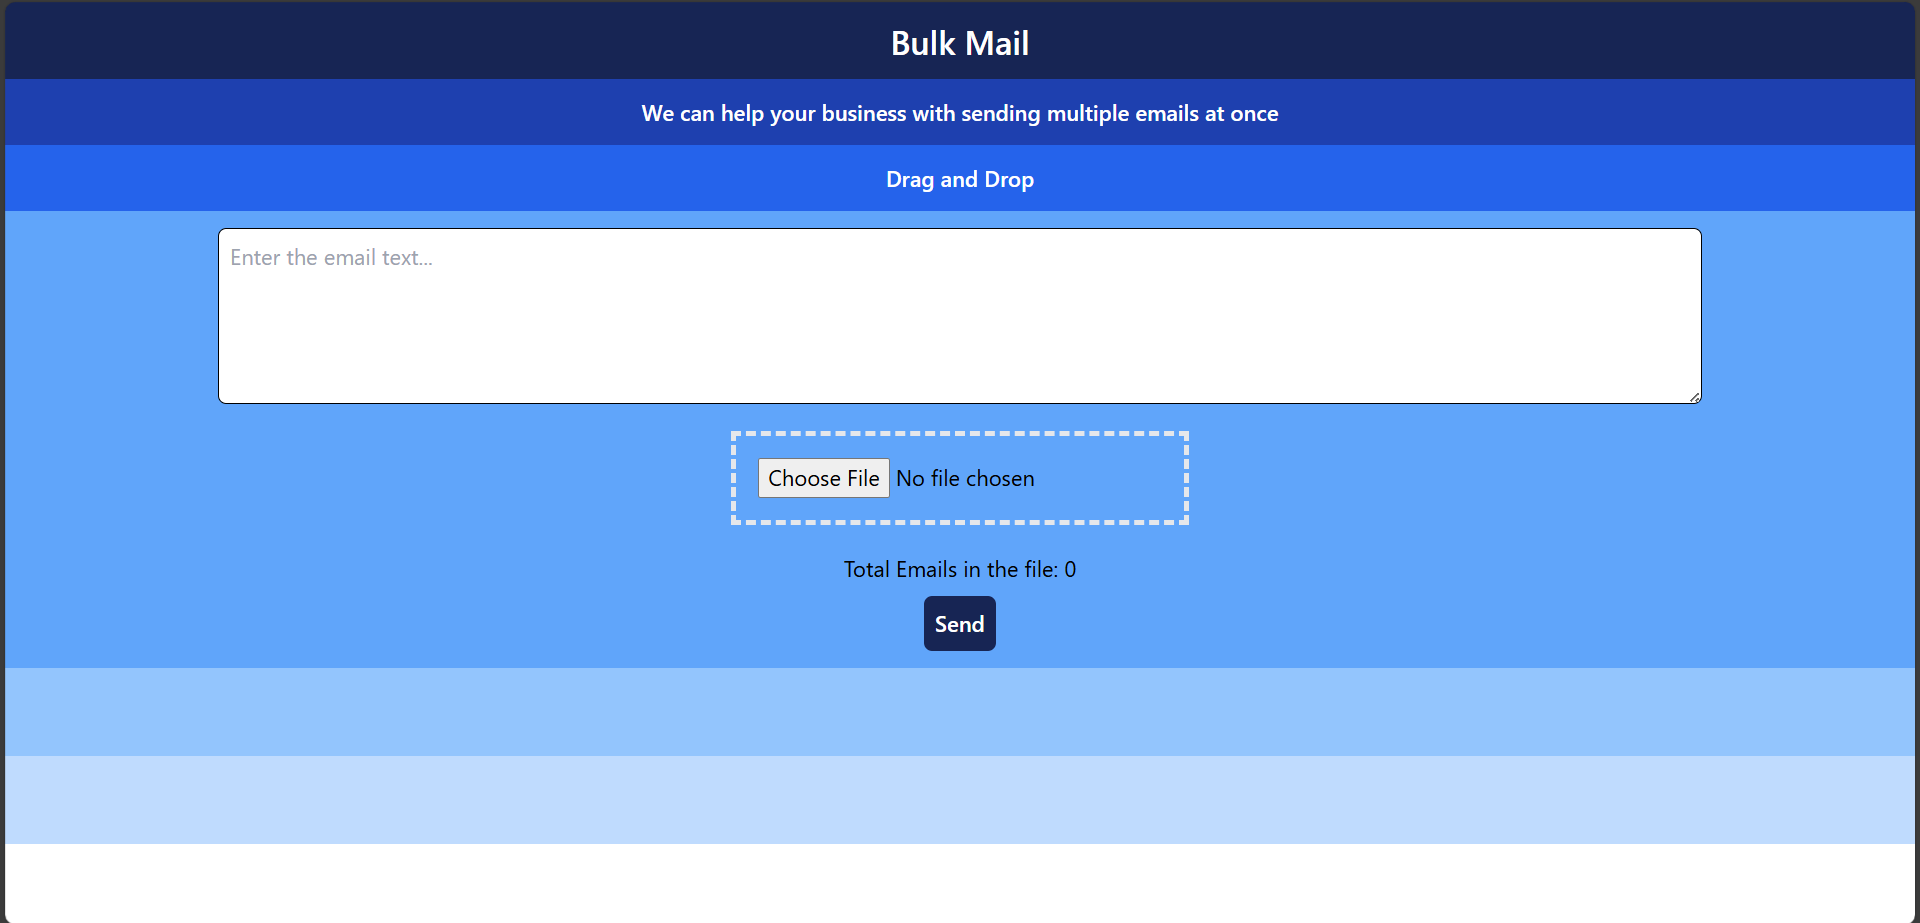 Bulk Mail
We can help your business with sending multiple emails at once
Drag and Drop
Enter the email text...
Choose File No file chosen
Total Emails in the file: 0
Send